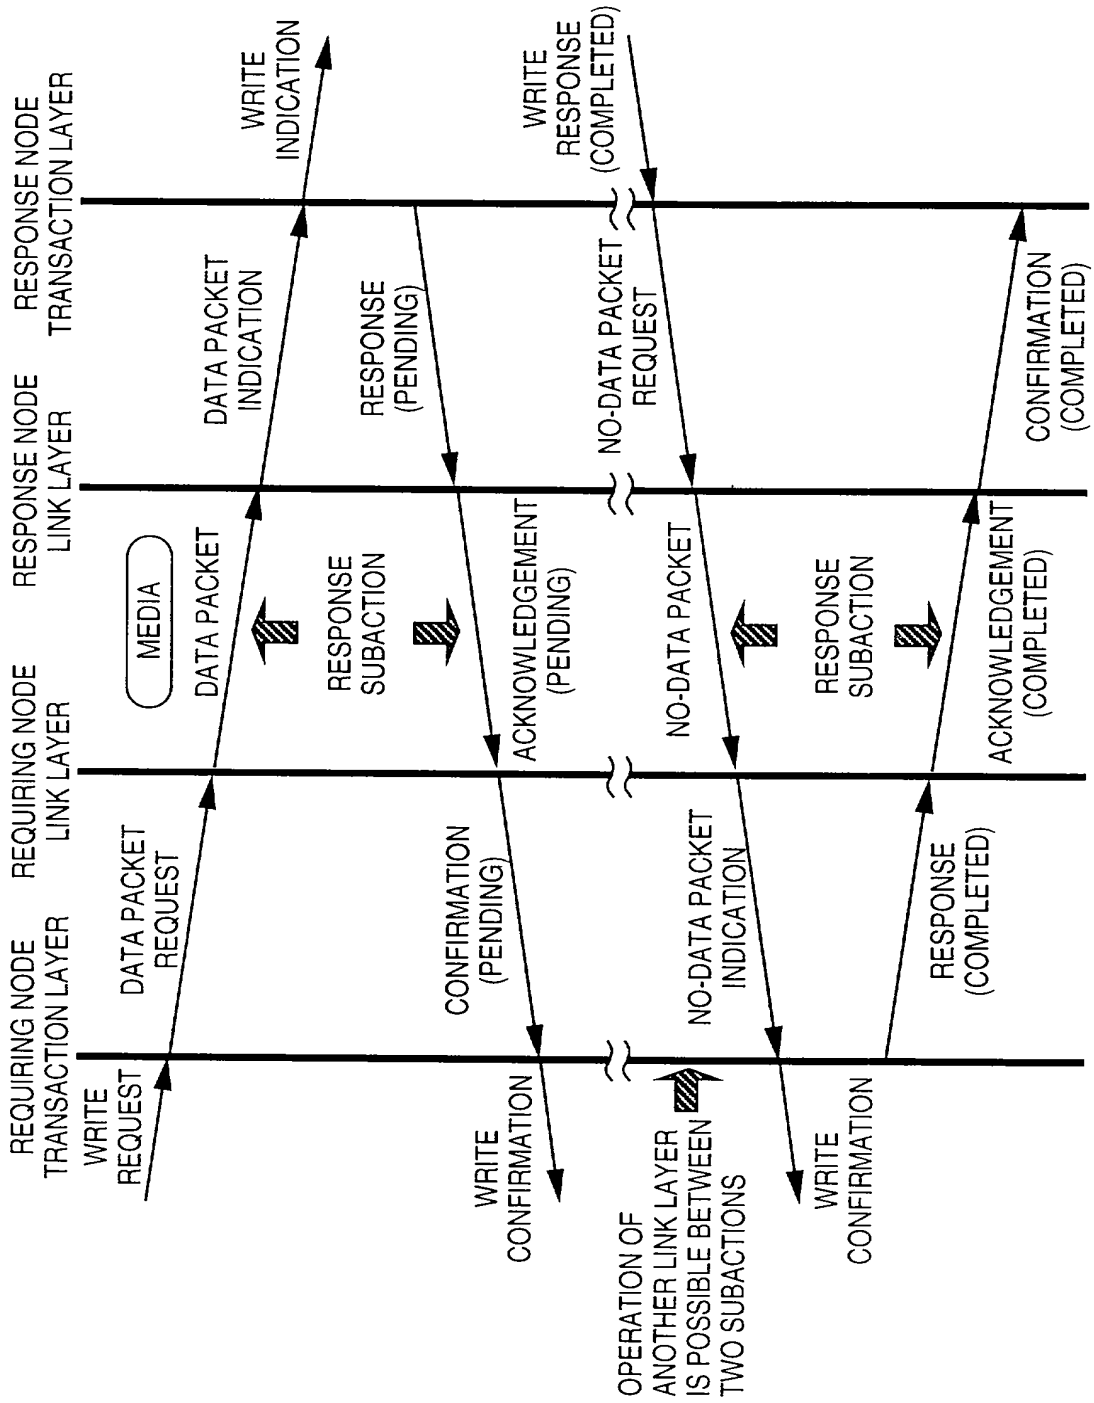 REQUIRING NODE
TRANSACTION LAYER
REQUIRING NODE
LINK LAYER
RESPONSE NODE
LINK LAYER
RESPONSE NODE
TRANSACTION LAYER
MEDIA
WRITE
REQUEST
DATA PACKET
REQUEST
DATA PACKET
DATA PACKET
INDICATION
WRITE
INDICATION
RESPONSE
SUBACTION
RESPONSE
(PENDING)
ACKNOWLEDGEMENT
(PENDING)
CONFIRMATION
(PENDING)
WRITE
CONFIRMATION
OPERATION OF
ANOTHER LINK LAYER
IS POSSIBLE BETWEEN
TWO SUBACTIONS
WRITE
RESPONSE
(COMPLETED)
NO-DATA PACKET
REQUEST
NO-DATA PACKET
NO-DATA PACKET
INDICATION
WRITE
CONFIRMATION
RESPONSE
SUBACTION
RESPONSE
(COMPLETED)
ACKNOWLEDGEMENT
(COMPLETED)
CONFIRMATION
(COMPLETED)